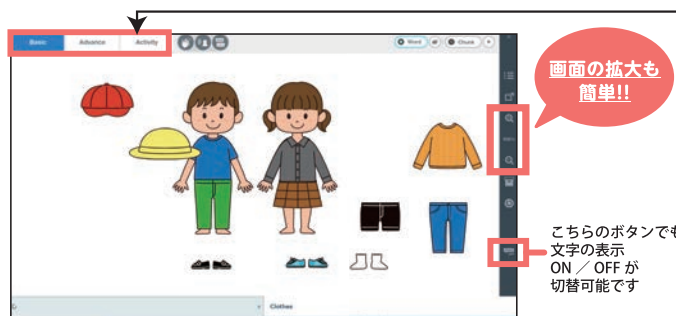 Basic Advance Activity Word Chunk
画面の拡大も
簡単!!
こちらのボタンでも
文字の表示
ON ／ OFF が
切替可能です
Clothes